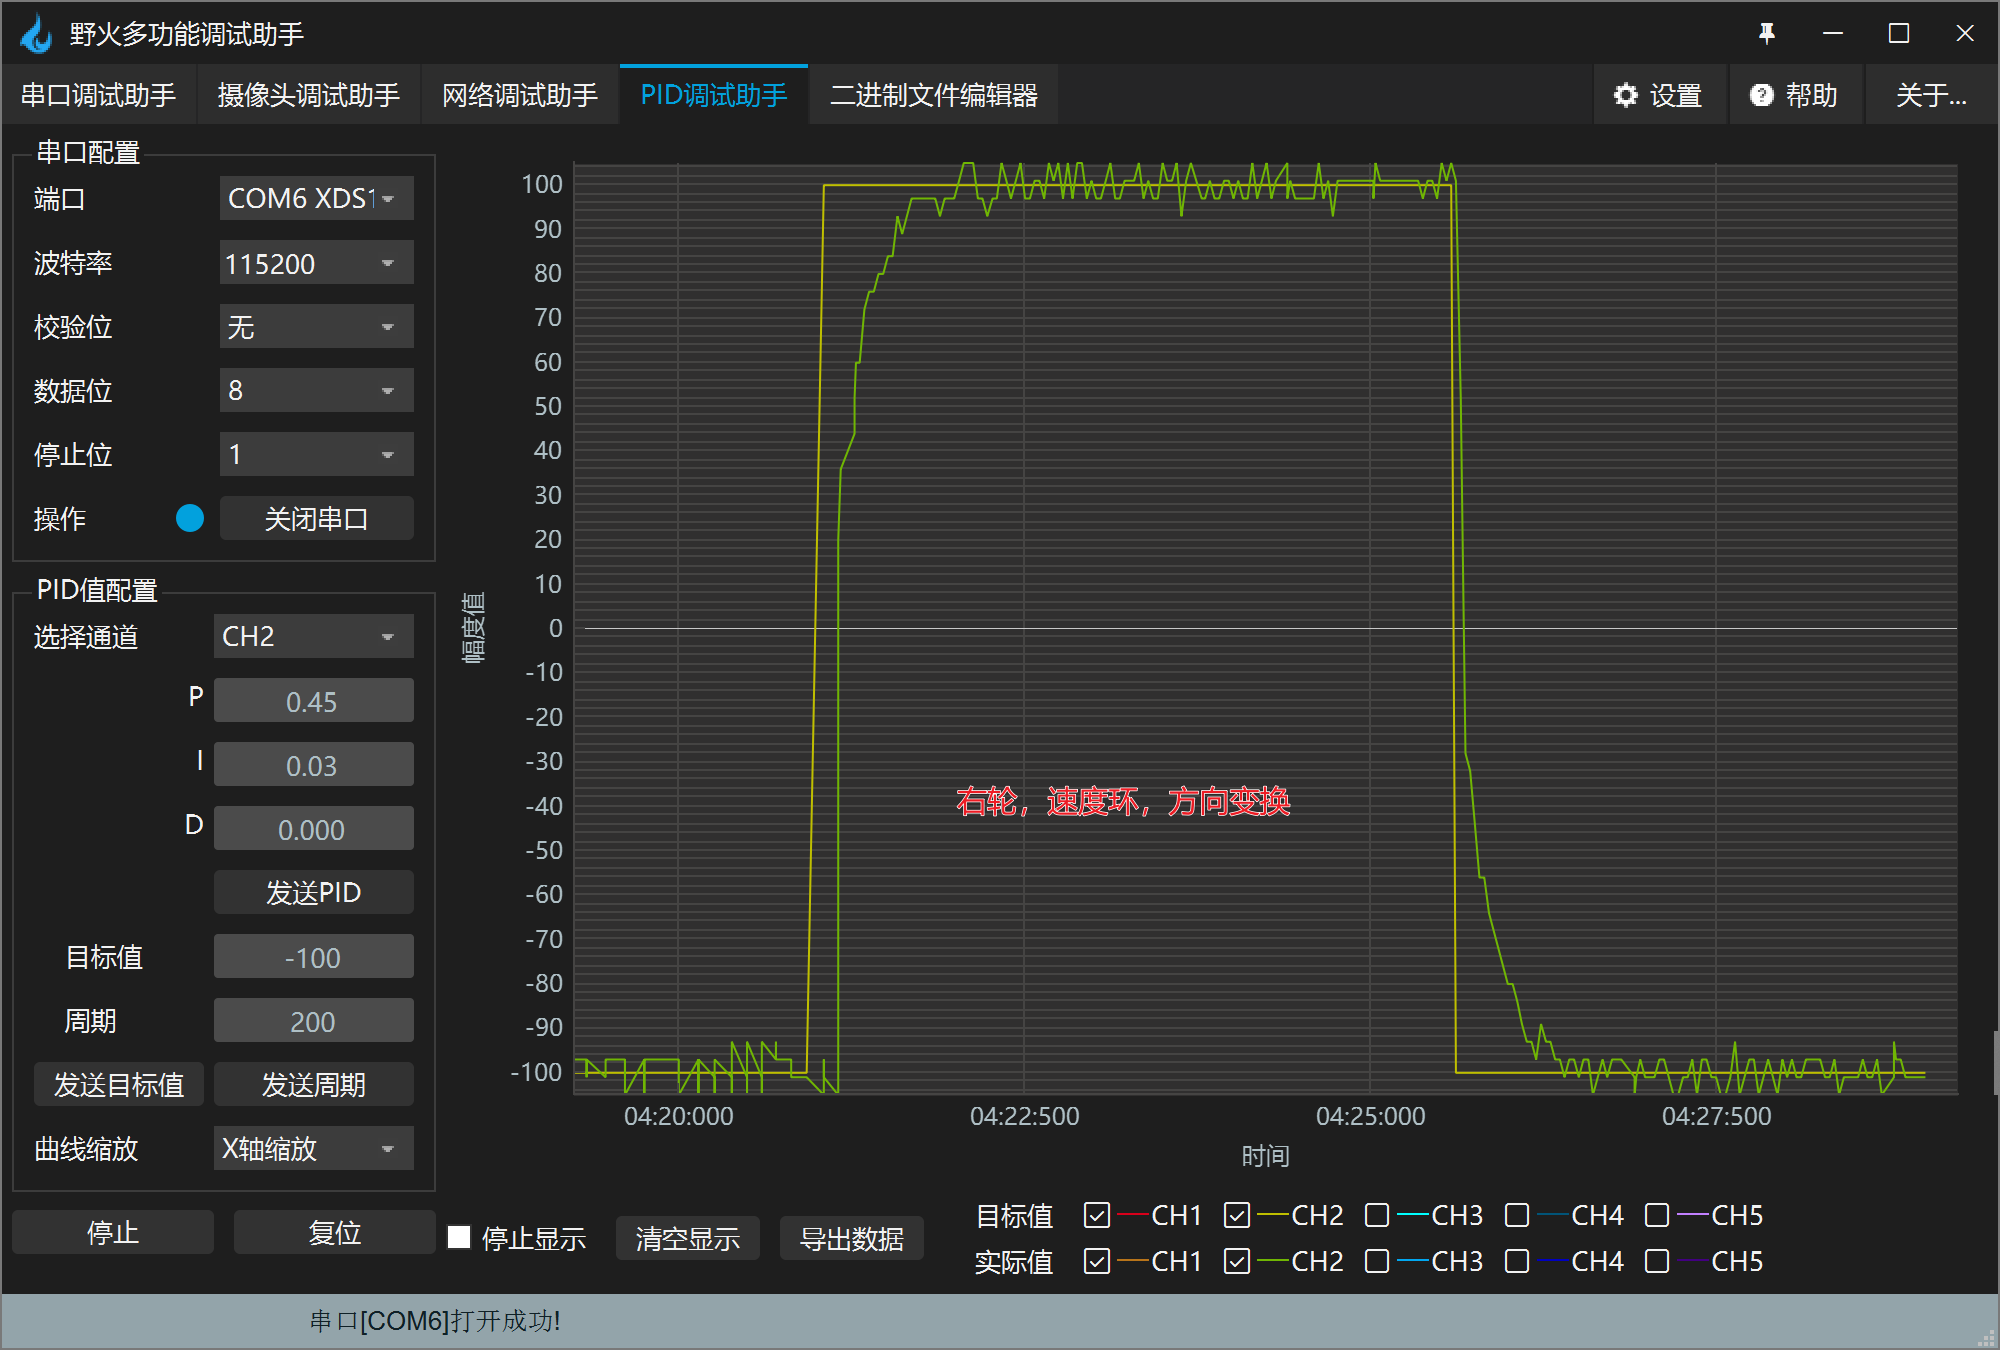 野火多功能调试助手
串口调试助手 摄像头调试助手 网络调试助手 PID调试助手 二进制文件编辑器 设置 帮助 关于...
串口配置
端口 COM6 XDS1
波特率 115200
校验位 无
数据位 8
停止位 1
操作 关闭串口
PID值配置
选择通道 CH2
P 0.45
I 0.03
D 0.000
发送PID
目标值 -100
周期 200
发送目标值 发送周期
曲线缩放 X轴缩放
停止 复位
幅度值
100
90
80
70
60
50
40
30
20
10
0
-10
-20
-30
-40
-50
-60
-70
-80
-90
-100
右轮，速度环，方向变换
04:20:000 04:22:500 04:25:000 04:27:500
时间
停止显示 清空显示 导出数据
目标值 CH1 CH2 CH3 CH4 CH5
实际值 CH1 CH2 CH3 CH4 CH5
串口[COM6]打开成功!